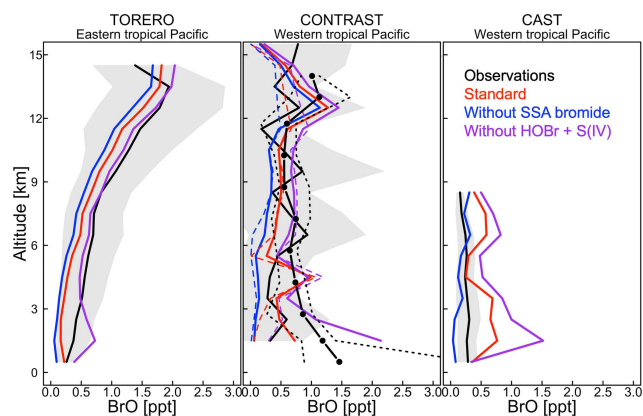 TORERO
Eastern tropical Pacific
CONTRAST
Western tropical Pacific
CAST
Western tropical Pacific
Observations
Standard
Without SSA bromide
Without HOBr + S(IV)
Altitude [km]
15
12
9
6
3
0
0.0 0.5 1.0 1.5 2.0 2.5 3.0
BrO [ppt]
0.0 0.5 1.0 1.5 2.0 2.5 3.0
BrO [ppt]
0.0 0.5 1.0 1.5 2.0 2.5 3.0
BrO [ppt]